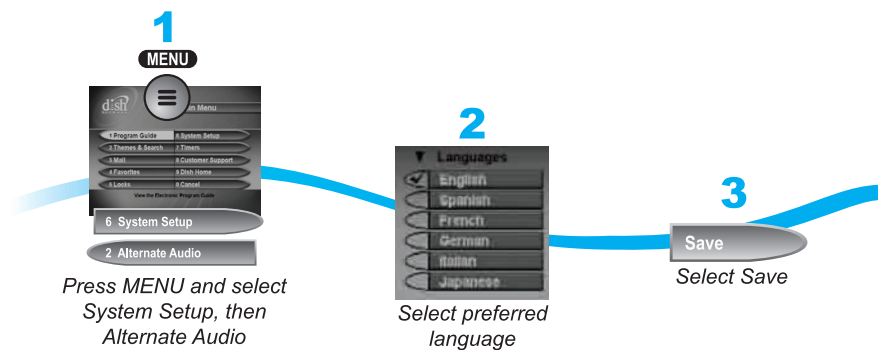 1
MENU
dish
NETWORK
Main Menu
1 Program Guide
6 System Setup
2 Themes & Search
7 Timers
3 Mail
8 Customer Support
4 Favorites
9 Dish Home
5 Locks
0 Cancel
View the Electronic Program Guide
6 System Setup
2 Alternate Audio
Press MENU and select
System Setup, then
Alternate Audio
2
Languages
English
Spanish
French
German
Italian
Japanese
Select preferred
language
3
Save
Select Save